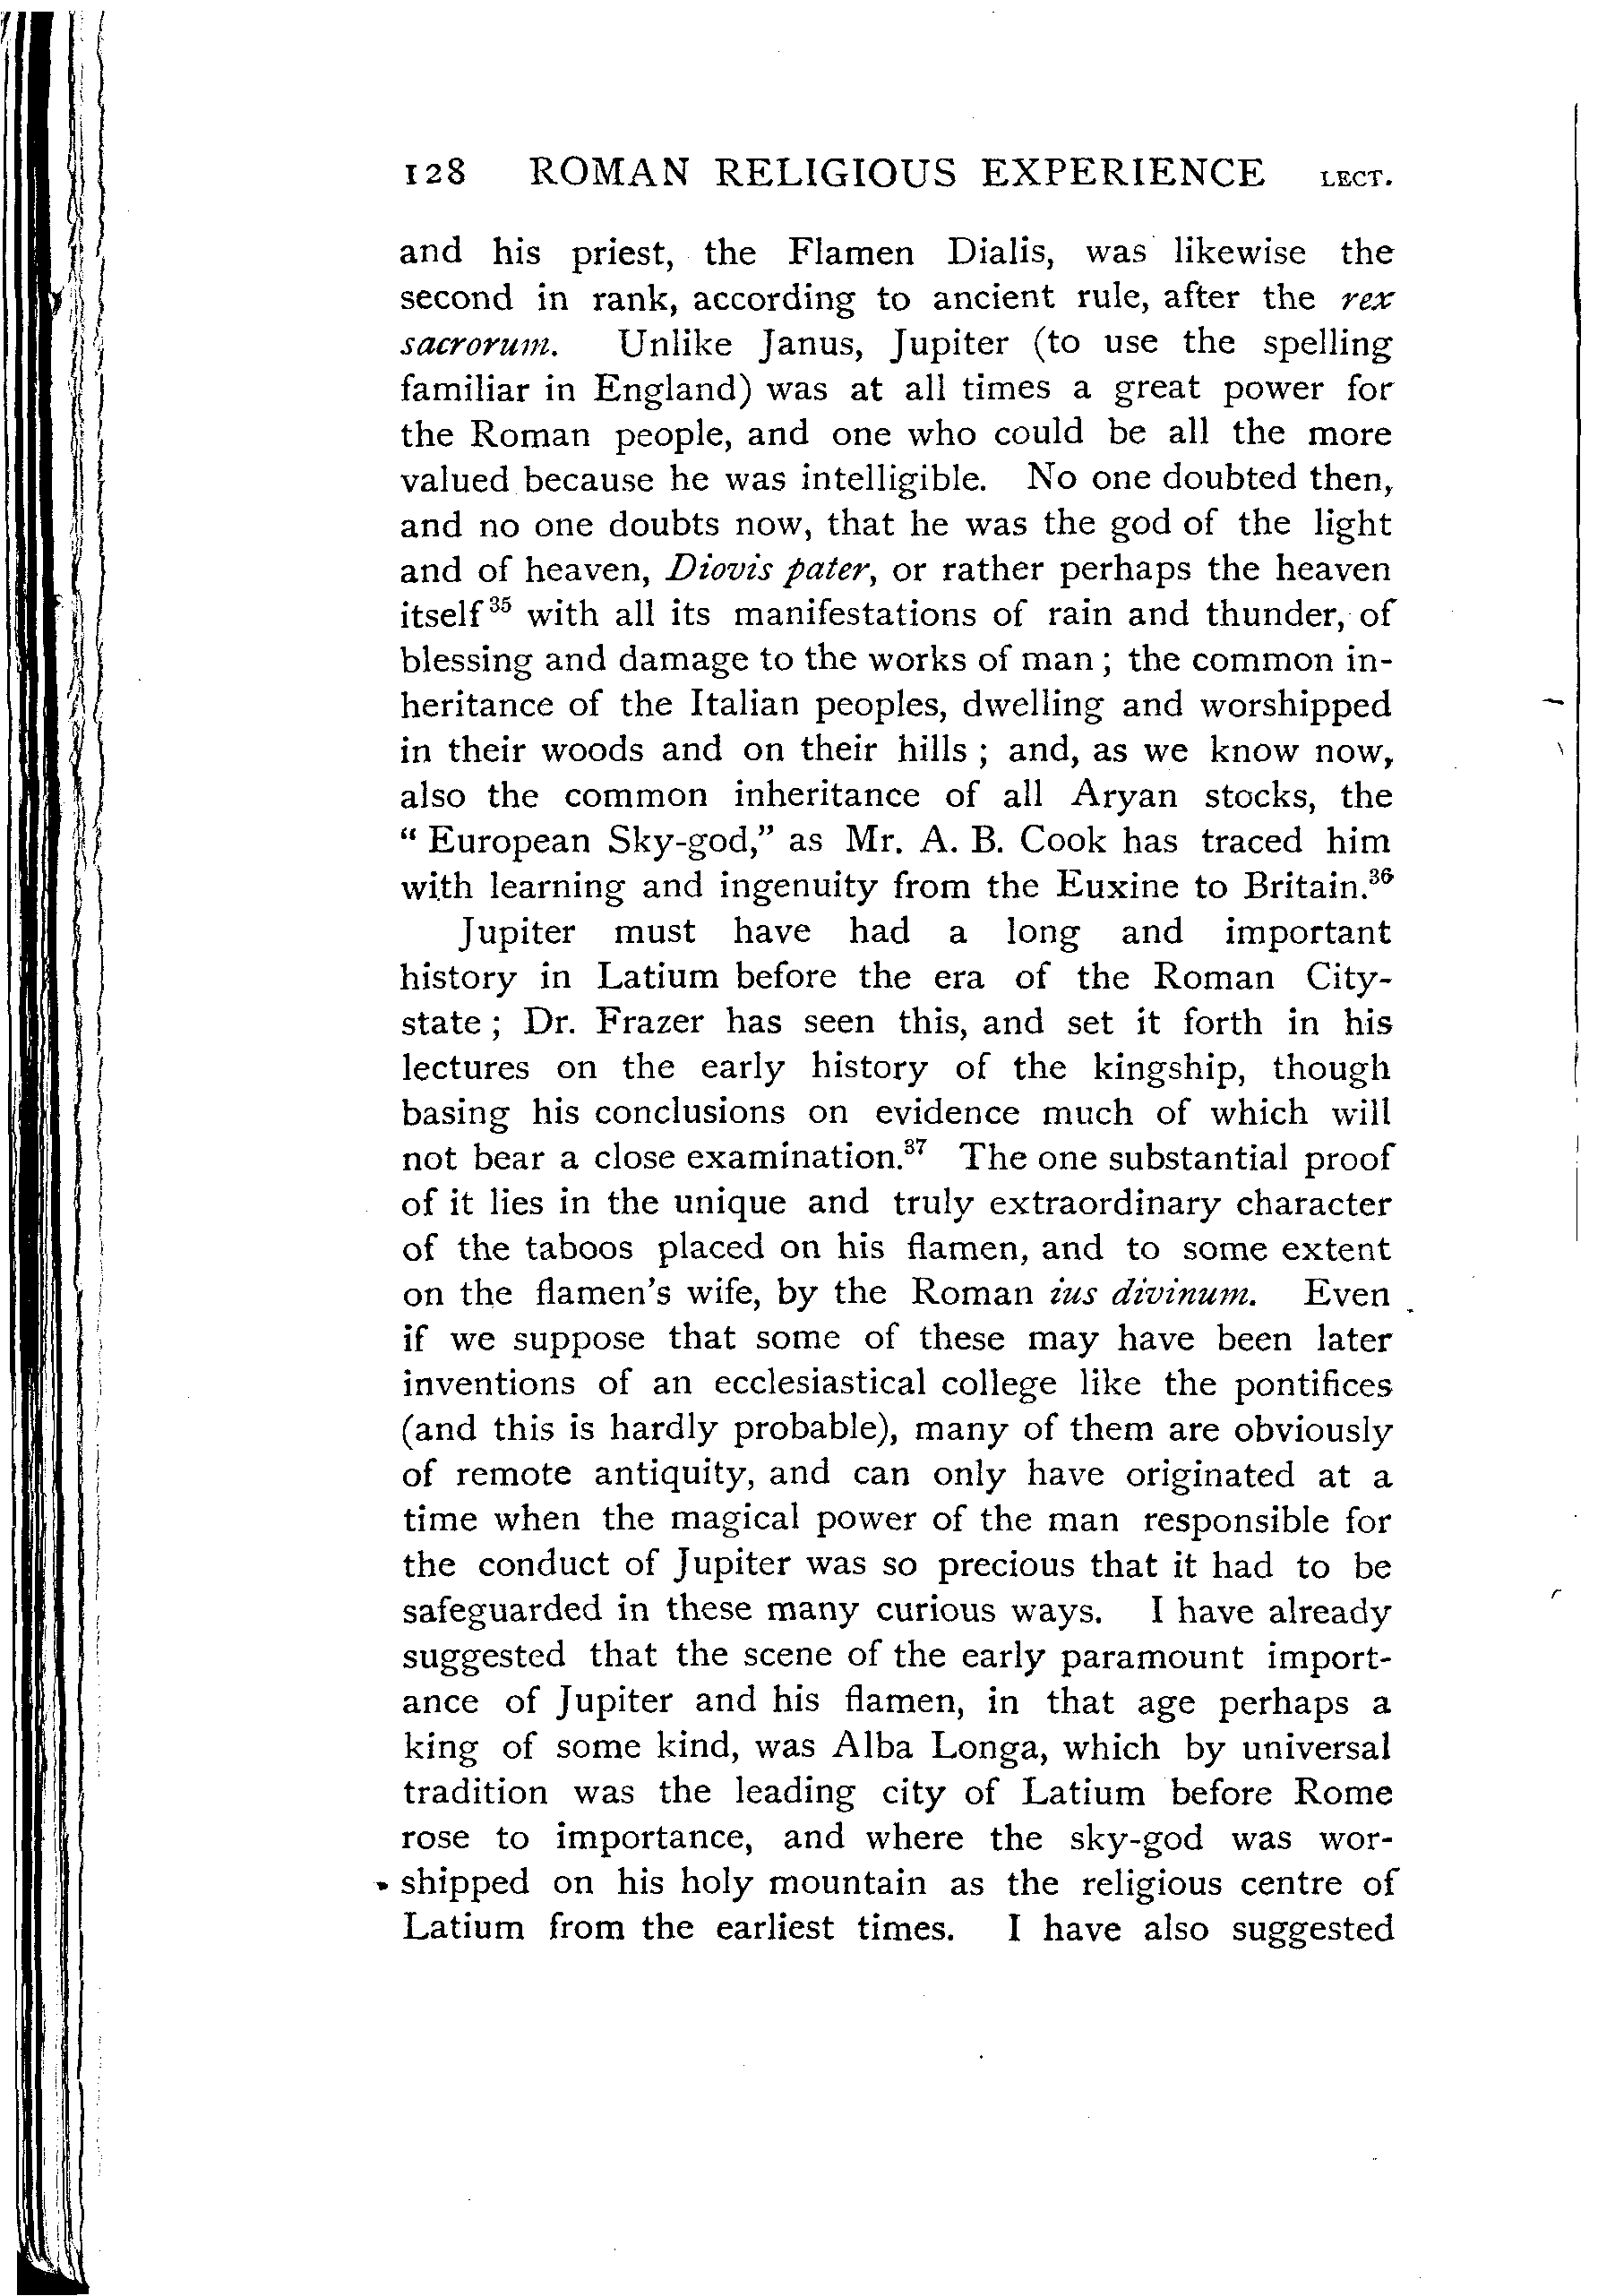 128 ROMAN RELIGIOUS EXPERIENCE LECT.
and his priest, the Flamen Dialis, was likewise the
second in rank, according to ancient rule, after the rex
sacrorum. Unlike Janus, Jupiter (to use the spelling
familiar in England) was at all times a great power for
the Roman people, and one who could be all the more
valued because he was intelligible. No one doubted then,
and no one doubts now, that he was the god of the light
and of heaven, Diovis pater, or rather perhaps the heaven
itself³⁵ with all its manifestations of rain and thunder, of
blessing and damage to the works of man ; the common in-
heritance of the Italian peoples, dwelling and worshipped
in their woods and on their hills ; and, as we know now,
also the common inheritance of all Aryan stocks, the
“ European Sky-god,” as Mr. A. B. Cook has traced him
with learning and ingenuity from the Euxine to Britain.³⁶
Jupiter must have had a long and important
history in Latium before the era of the Roman City-
state ; Dr. Frazer has seen this, and set it forth in his
lectures on the early history of the kingship, though
basing his conclusions on evidence much of which will
not bear a close examination.³⁷ The one substantial proof
of it lies in the unique and truly extraordinary character
of the taboos placed on his flamen, and to some extent
on the flamen’s wife, by the Roman ius divinum. Even
if we suppose that some of these may have been later
inventions of an ecclesiastical college like the pontifices
(and this is hardly probable), many of them are obviously
of remote antiquity, and can only have originated at a
time when the magical power of the man responsible for
the conduct of Jupiter was so precious that it had to be
safeguarded in these many curious ways. I have already
suggested that the scene of the early paramount import-
ance of Jupiter and his flamen, in that age perhaps a
king of some kind, was Alba Longa, which by universal
tradition was the leading city of Latium before Rome
rose to importance, and where the sky-god was wor-
shipped on his holy mountain as the religious centre of
Latium from the earliest times. I have also suggested